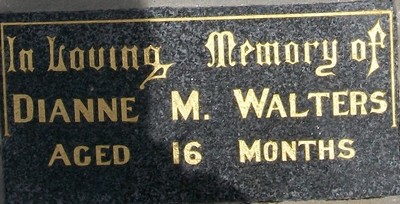 In Loving Memory of
DIANNE M. WALTERS
AGED 16 MONTHS